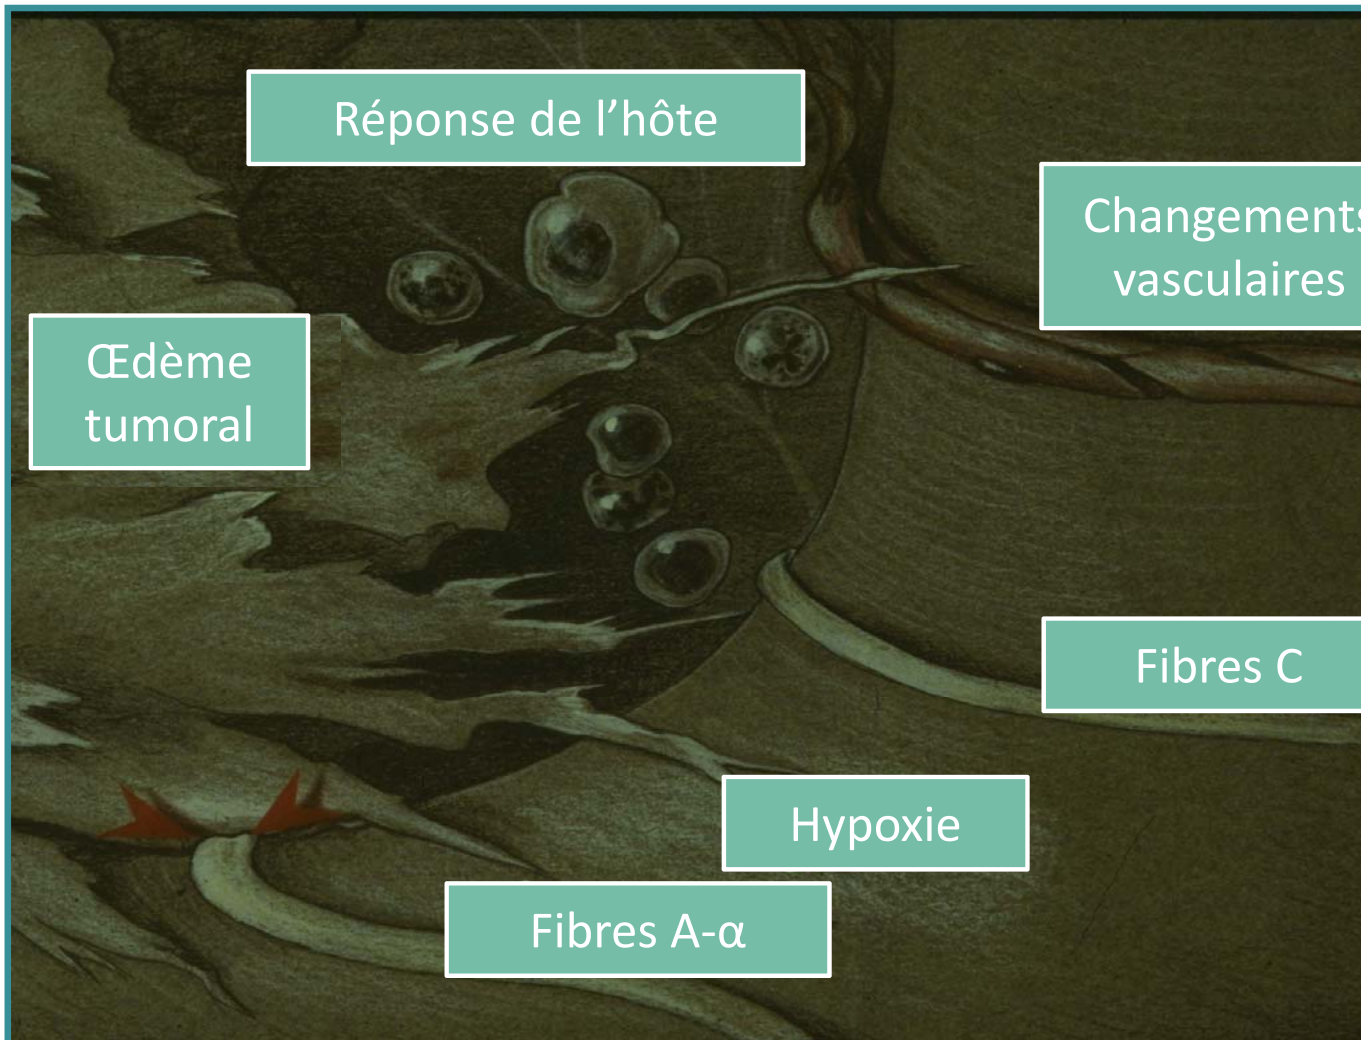 Réponse de l’hôte
Changements
vasculaires
Œdème
tumoral
Fibres C
Hypoxie
Fibres A-α